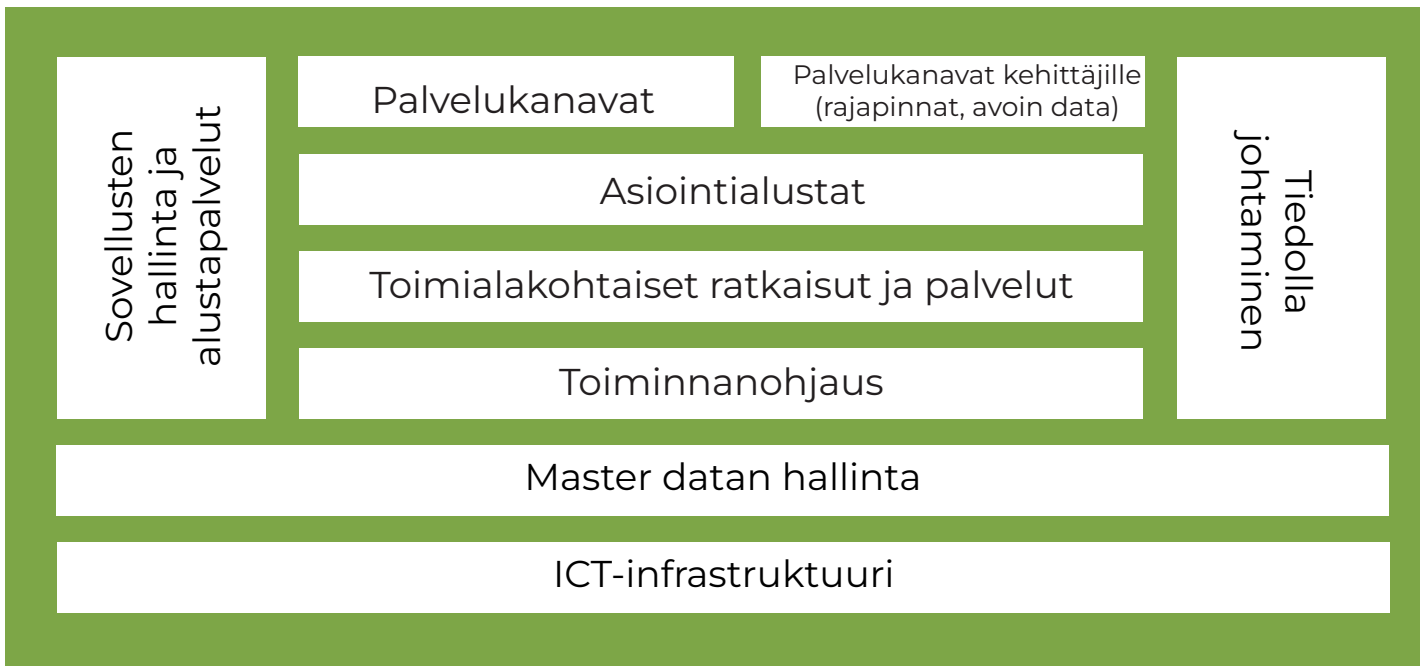 Sovellusten
hallinta ja
alustapalvelut
Palvelukanavat
Palvelukanavat kehittäjille
(rajapinnat, avoin data)
Asiointialustat
Toimialakohtaiset ratkaisut ja palvelut
Toiminnanohjaus
Tiedolla
johtaminen
Master datan hallinta
ICT-infrastruktuuri